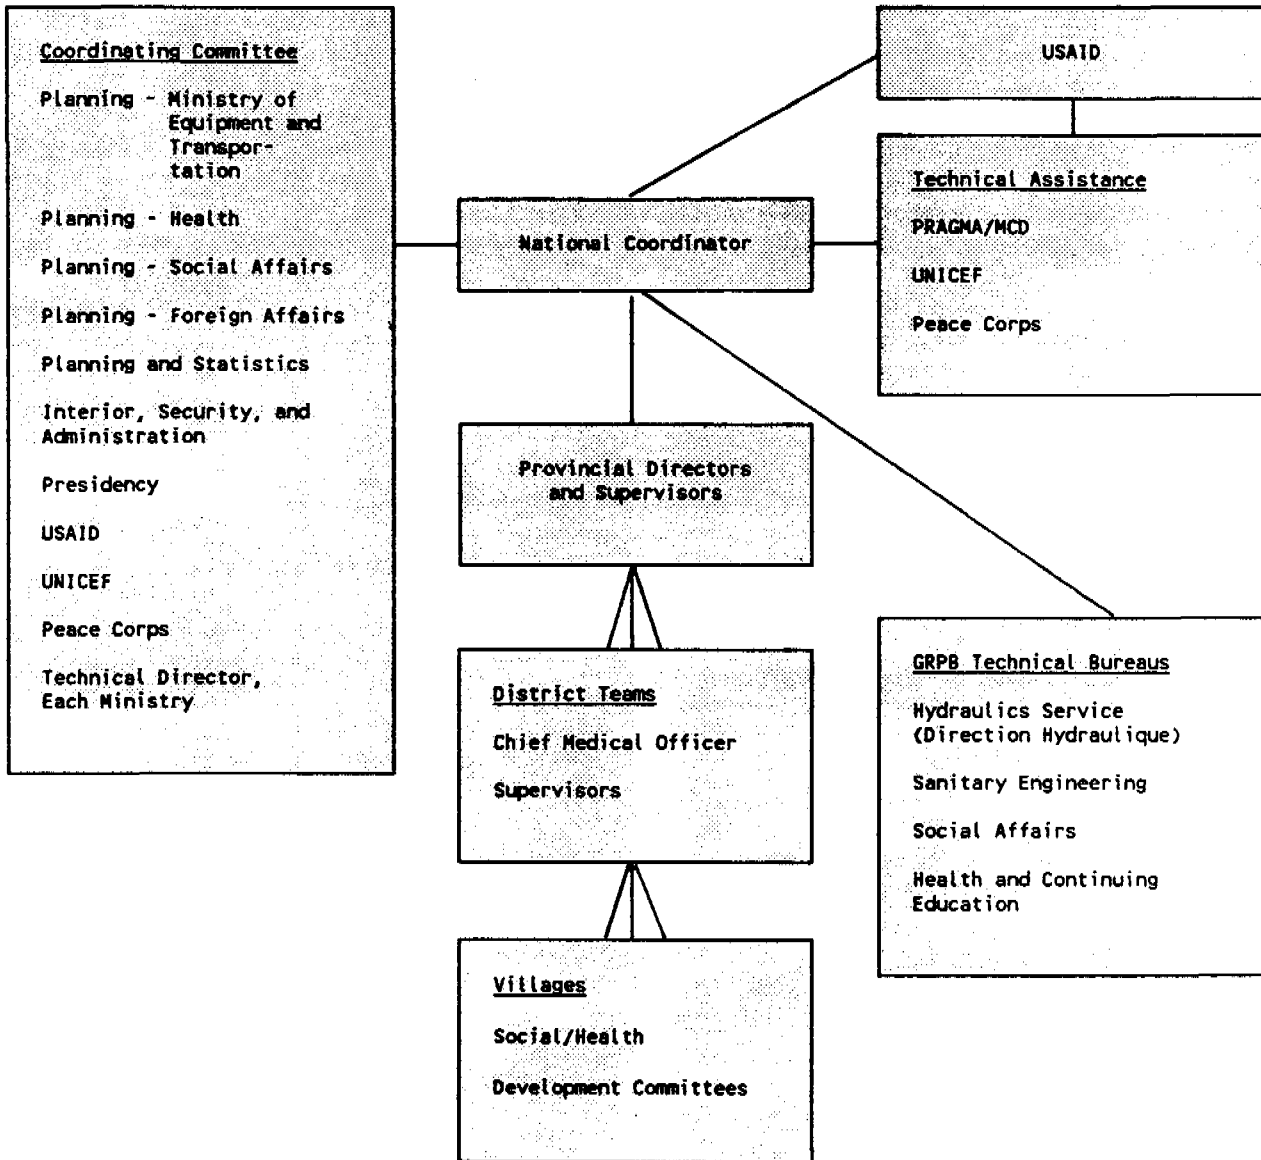 Coordinating Committee
Planning - Ministry of
Equipment and
Transpor-
tation
Planning - Health
Planning - Social Affairs
Planning - Foreign Affairs
Planning and Statistics
Interior, Security, and
Administration
Presidency
USAID
UNICEF
Peace Corps
Technical Director,
Each Ministry
National Coordinator
Provincial Directors
and Supervisors
District Teams
Chief Medical Officer
Supervisors
Villages
Social/Health
Development Committees
USAID
Technical Assistance
PRAGMA/MCD
UNICEF
Peace Corps
GRPB Technical Bureaus
Hydraulics Service
(Direction Hydraulique)
Sanitary Engineering
Social Affairs
Health and Continuing
Education